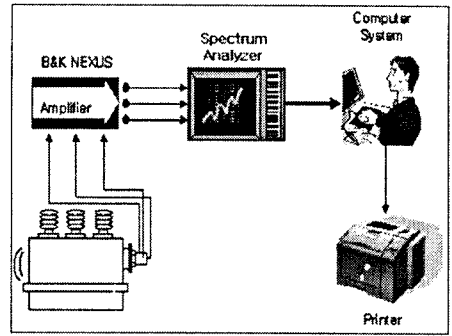 B&K NEXUS
Amplifier
Spectrum
Analyzer
Computer
System
Printer